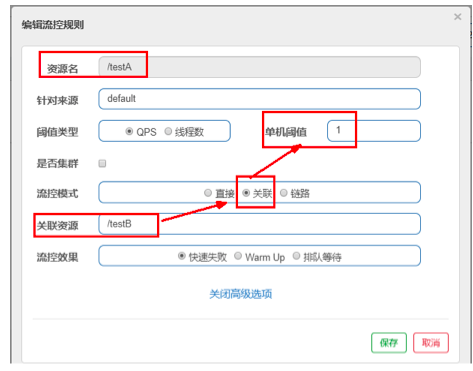 编辑流控规则
×
资源名 /testA
针对来源 default
阈值类型 QPS 线程数 单机阈值 1
是否集群
流控模式 直接 关联 链路
关联资源 /testB
流控效果 快速失败 Warm Up 排队等待
关闭高级选项
保存 取消